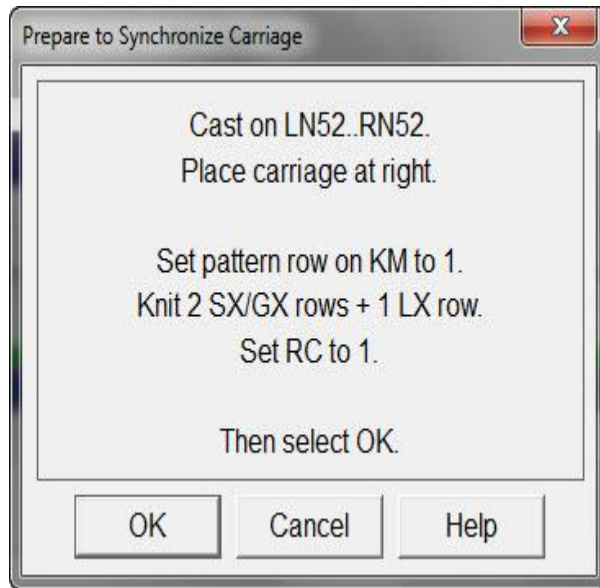 Prepare to Synchronize Carriage
X
Cast on LN52..RN52.
Place carriage at right.
Set pattern row on KM to 1.
Knit 2 SX/GX rows + 1 LX row.
Set RC to 1.
Then select OK.
OK Cancel Help